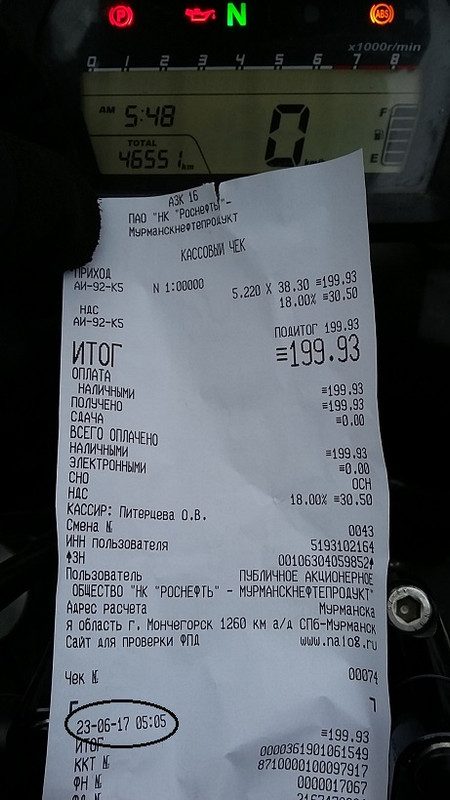 P
N
ABS
x1000r/min
0 1 2 3 4 5 6 7 8
AM 5:48
TOTAL
46551 km
0
F
E
АЗК 16
ПАО "НК "Роснефть"-
Мурманскнефтепродукт
КАССОВЫЙ ЧЕК
ПРИХОД
АИ-92-К5 N 1:00000 5.220 X 38.30 ≡199.93
18.00% ≡30.50
НДС
АИ-92-К5
ПОДИТОГ 199.93
ИТОГ ≡199.93
ОПЛАТА
НАЛИЧНЫМИ ≡199.93
ПОЛУЧЕНО ≡199.93
СДАЧА ≡0.00
ВСЕГО ОПЛАЧЕНО
НАЛИЧНЫМИ ≡199.93
ЭЛЕКТРОННЫМИ ≡0.00
СНО ОСН
НДС 18.00% ≡30.50
КАССИР: Питерцева О.В.
Смена № 0043
ИНН пользователя 5193102164
ЗН 00106304059852
Пользователь ПУБЛИЧНОЕ АКЦИОНЕРНОЕ
ОБЩЕСТВО "НК "РОСНЕФТЬ" - МУРМАНСКНЕФТЕПРОДУКТ"
Адрес расчета Мурманска
я область г. Мончегорск 1260 км а/д СПб-Мурманск
Сайт для проверки ФПД www.nalog.ru
Чек № 00074
23-06-17 05:05
ИТОГ ≡199.93
ККТ № 0000361901061549
ФН № 8710000100097917
0000017067